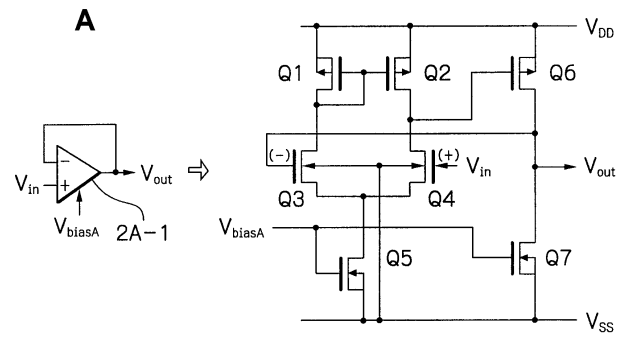 A
V_DD
Q1
Q2
Q6
(−)
(+)
V_in
V_out
Q3
Q4
−
+
V_in
V_out
V_biasA
2A-1
V_biasA
Q5
Q7
V_SS